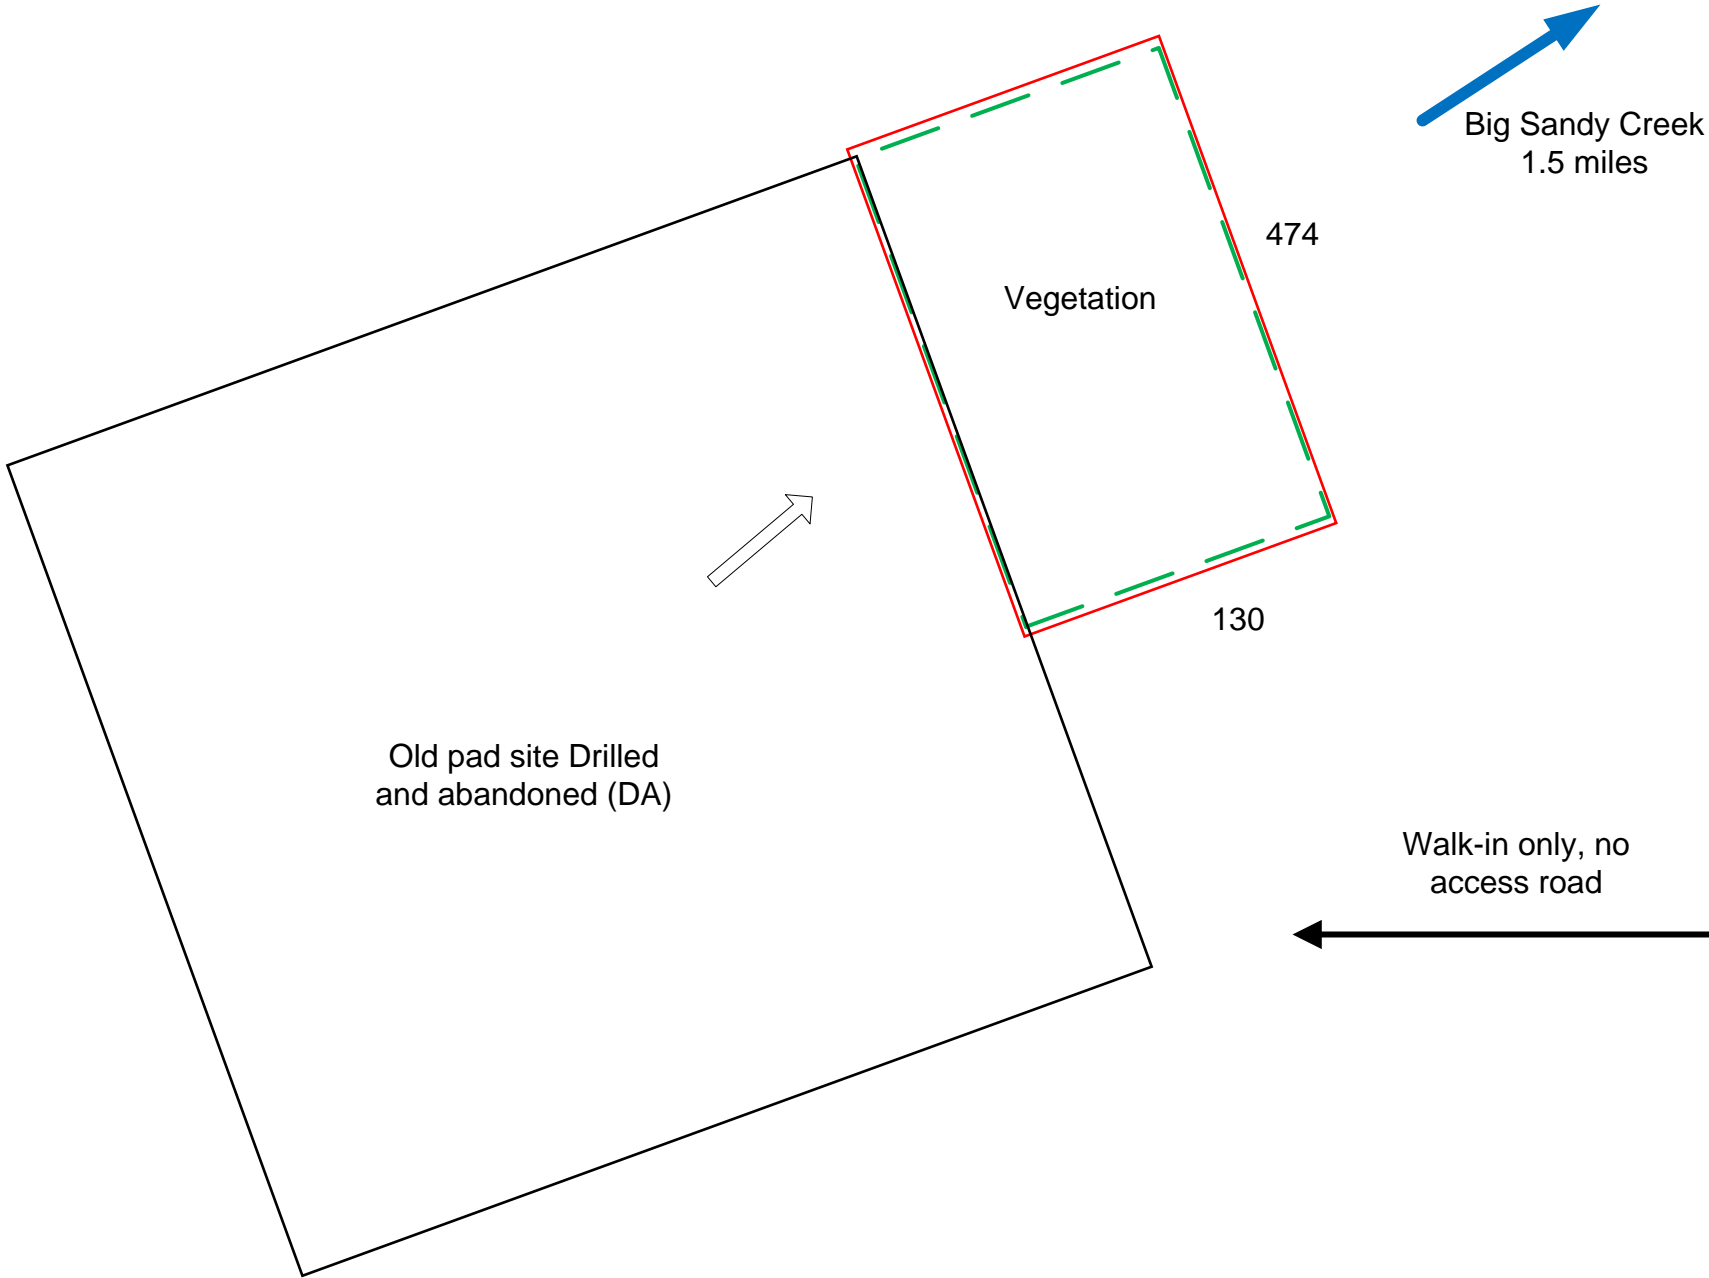 Big Sandy Creek
1.5 miles
474
Vegetation
130
Old pad site Drilled
and abandoned (DA)
Walk-in only, no
access road